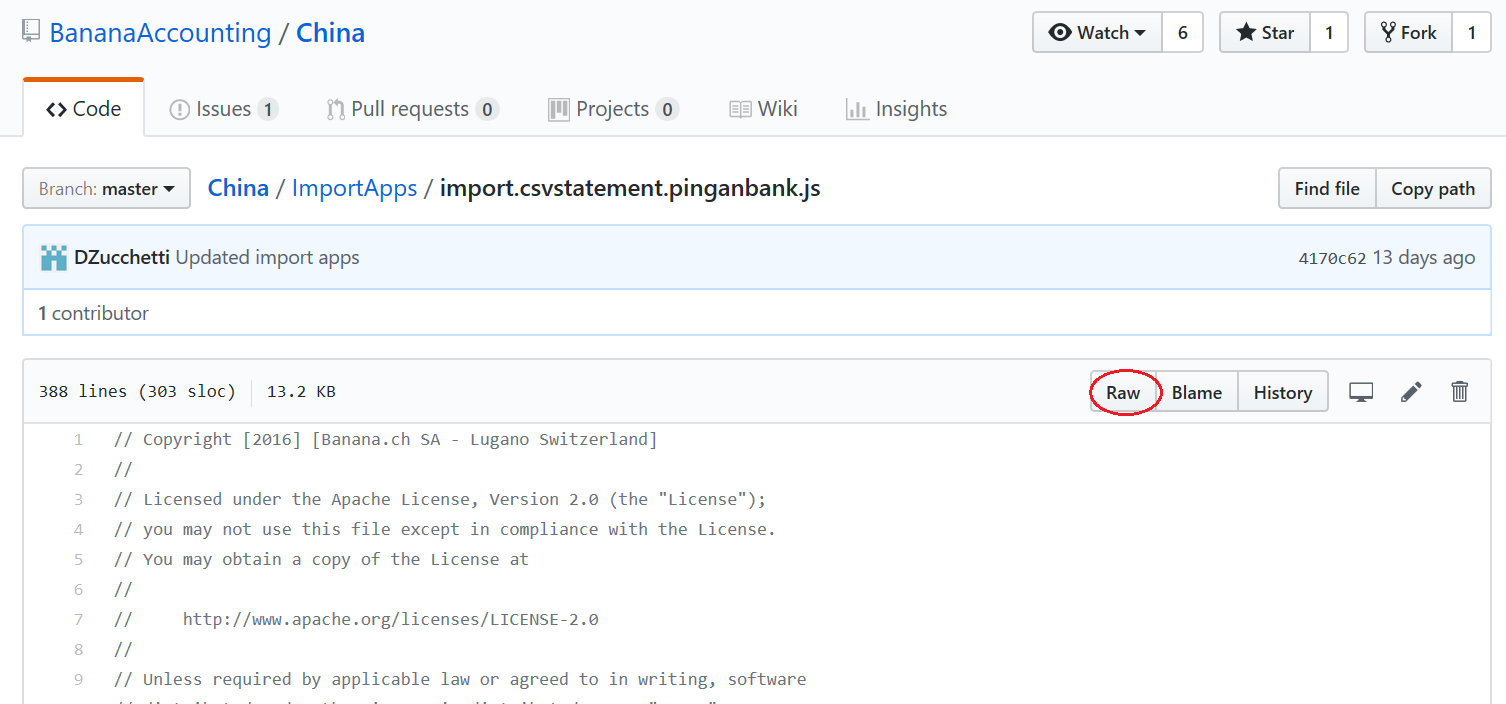 BananaAccounting / China
Watch 6 Star 1 Fork 1
Code Issues 1 Pull requests 0 Projects 0 Wiki Insights
Branch: master China / ImportApps / import.csvstatement.pinganbank.js Find file Copy path
DZucchetti Updated import apps 4170c62 13 days ago
1 contributor
388 lines (303 sloc) 13.2 KB Raw Blame History
1 // Copyright [2016] [Banana.ch SA - Lugano Switzerland]
2 //
3 // Licensed under the Apache License, Version 2.0 (the "License");
4 // you may not use this file except in compliance with the License.
5 // You may obtain a copy of the License at
6 //
7 // http://www.apache.org/licenses/LICENSE-2.0
8 //
9 // Unless required by applicable law or agreed to in writing, software